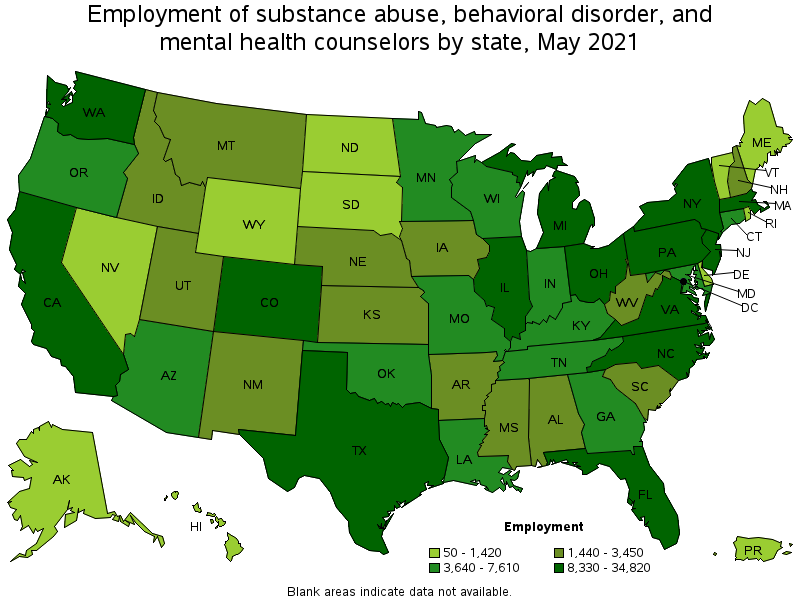 Employment of substance abuse, behavioral disorder, and
mental health counselors by state, May 2021
WA
MT
ND
MN
OR
ID
WY
SD
WI
MI
NY
ME
VT
NH
MA
RI
CT
NJ
DE
MD
DC
PA
NV
UT
NE
IA
IL
IN
OH
WV
VA
CA
CO
KS
MO
KY
AZ
NM
OK
AR
TN
NC
SC
MS
AL
GA
TX
LA
FL
AK
HI
PR
Employment
50 - 1,420
1,440 - 3,450
3,640 - 7,610
8,330 - 34,820
Blank areas indicate data not available.